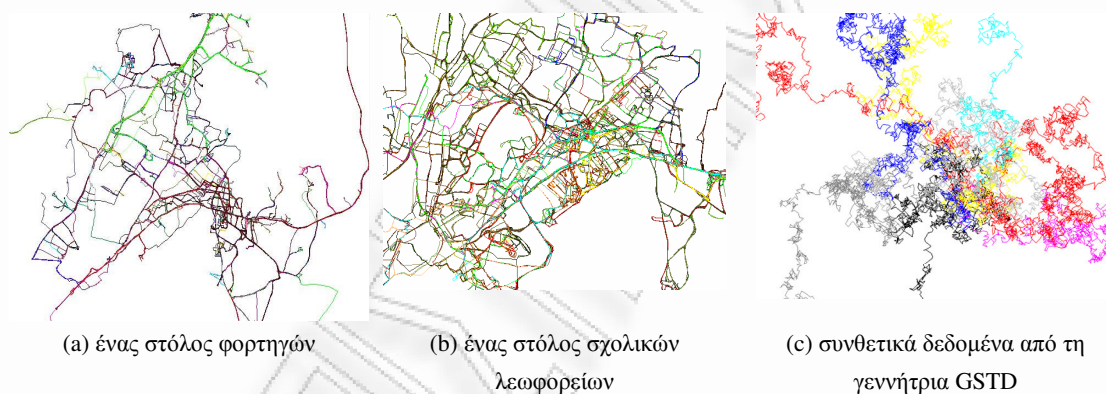 (a) ένας στόλος φορτηγών
(b) ένας στόλος σχολικών
λεωφορείων
(c) συνθετικά δεδομένα από τη
γεννήτρια GSTD